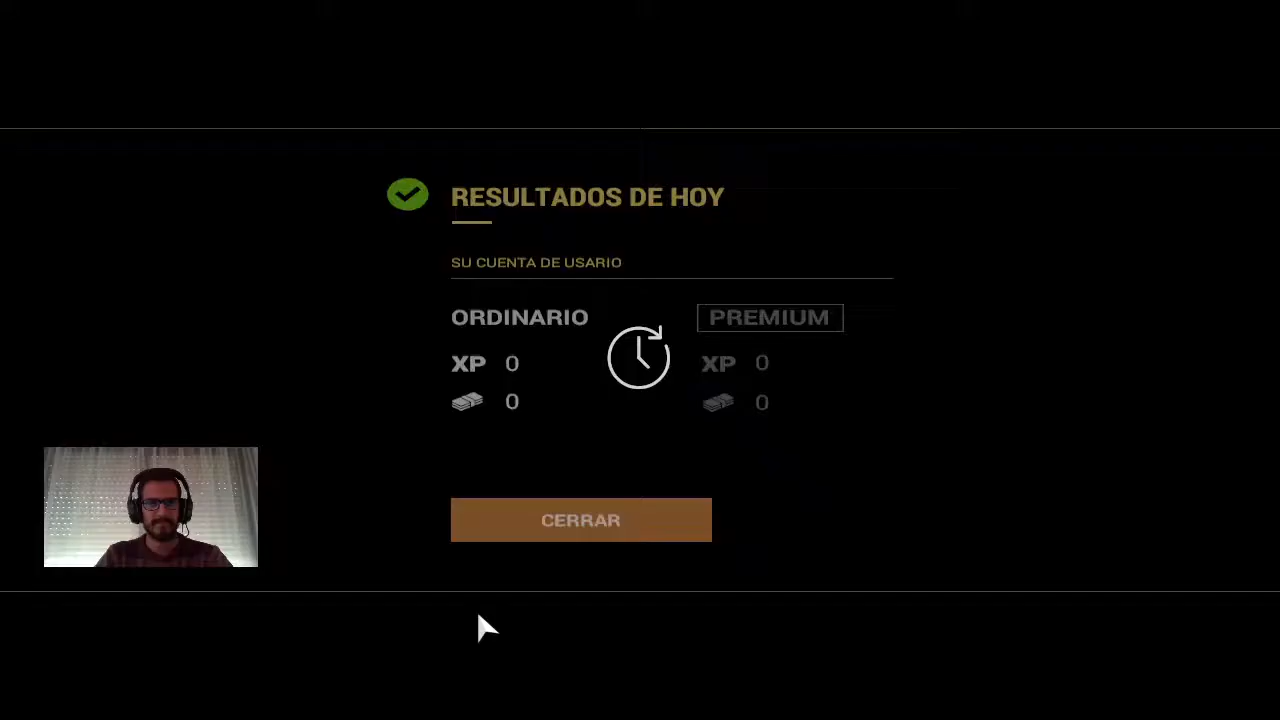 RESULTADOS DE HOY
SU CUENTA DE USARIO
ORDINARIO PREMIUM
XP 0 XP 0
0 0
CERRAR